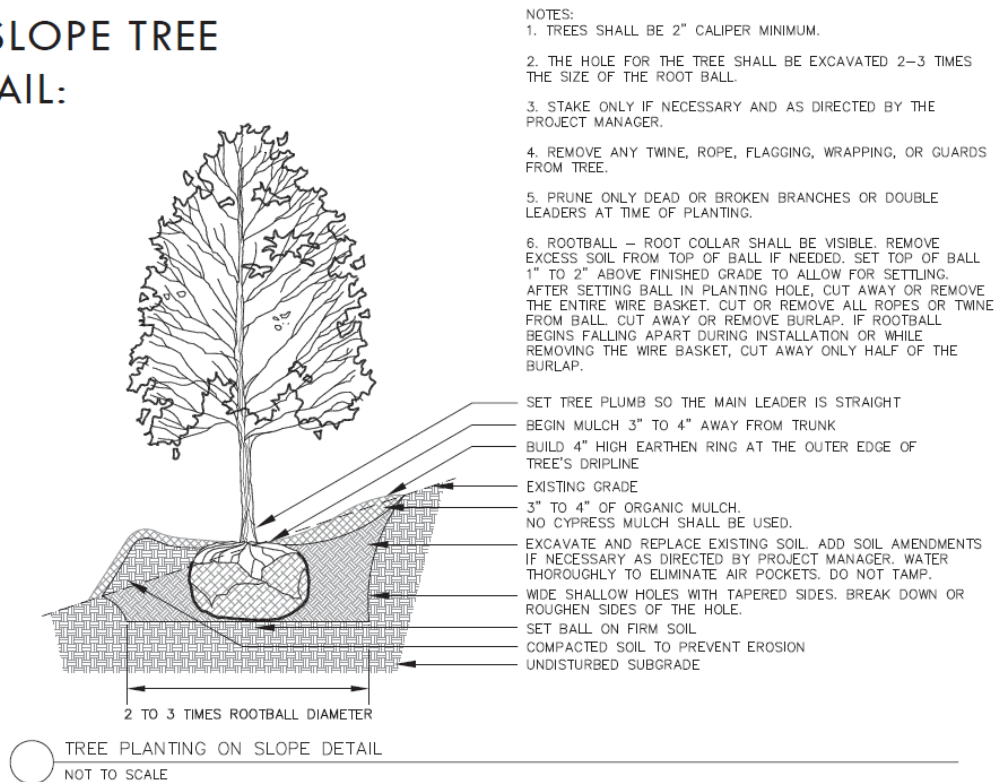 SLOPE TREE
AIL:
NOTES:
1. TREES SHALL BE 2" CALIPER MINIMUM.
2. THE HOLE FOR THE TREE SHALL BE EXCAVATED 2–3 TIMES
THE SIZE OF THE ROOT BALL.
3. STAKE ONLY IF NECESSARY AND AS DIRECTED BY THE
PROJECT MANAGER.
4. REMOVE ANY TWINE, ROPE, FLAGGING, WRAPPING, OR GUARDS
FROM TREE.
5. PRUNE ONLY DEAD OR BROKEN BRANCHES OR DOUBLE
LEADERS AT TIME OF PLANTING.
6. ROOTBALL – ROOT COLLAR SHALL BE VISIBLE. REMOVE
EXCESS SOIL FROM TOP OF BALL IF NEEDED. SET TOP OF BALL
1" TO 2" ABOVE FINISHED GRADE TO ALLOW FOR SETTLING.
AFTER SETTING BALL IN PLANTING HOLE, CUT AWAY OR REMOVE
THE ENTIRE WIRE BASKET. CUT OR REMOVE ALL ROPES OR TWINE
FROM BALL. CUT AWAY OR REMOVE BURLAP. IF ROOTBALL
BEGINS FALLING APART DURING INSTALLATION OR WHILE
REMOVING THE WIRE BASKET, CUT AWAY ONLY HALF OF THE
BURLAP.
SET TREE PLUMB SO THE MAIN LEADER IS STRAIGHT
BEGIN MULCH 3" TO 4" AWAY FROM TRUNK
BUILD 4" HIGH EARTHEN RING AT THE OUTER EDGE OF
TREE'S DRIPLINE
EXISTING GRADE
3" TO 4" OF ORGANIC MULCH.
NO CYPRESS MULCH SHALL BE USED.
EXCAVATE AND REPLACE EXISTING SOIL. ADD SOIL AMENDMENTS
IF NECESSARY AS DIRECTED BY PROJECT MANAGER. WATER
THOROUGHLY TO ELIMINATE AIR POCKETS. DO NOT TAMP.
WIDE SHALLOW HOLES WITH TAPERED SIDES. BREAK DOWN OR
ROUGHEN SIDES OF THE HOLE.
SET BALL ON FIRM SOIL
COMPACTED SOIL TO PREVENT EROSION
UNDISTURBED SUBGRADE
2 TO 3 TIMES ROOTBALL DIAMETER
TREE PLANTING ON SLOPE DETAIL
NOT TO SCALE